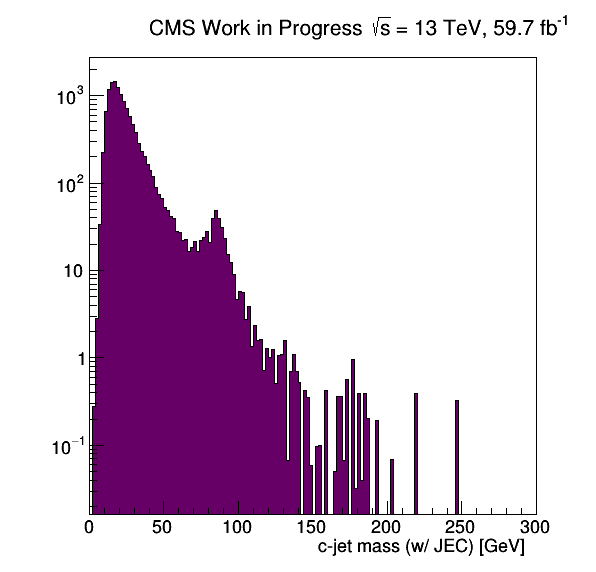 CMS Work in Progress √s = 13 TeV, 59.7 fb⁻¹
10³
10²
10
1
10⁻¹
0 50 100 150 200 250 300
c-jet mass (w/ JEC) [GeV]